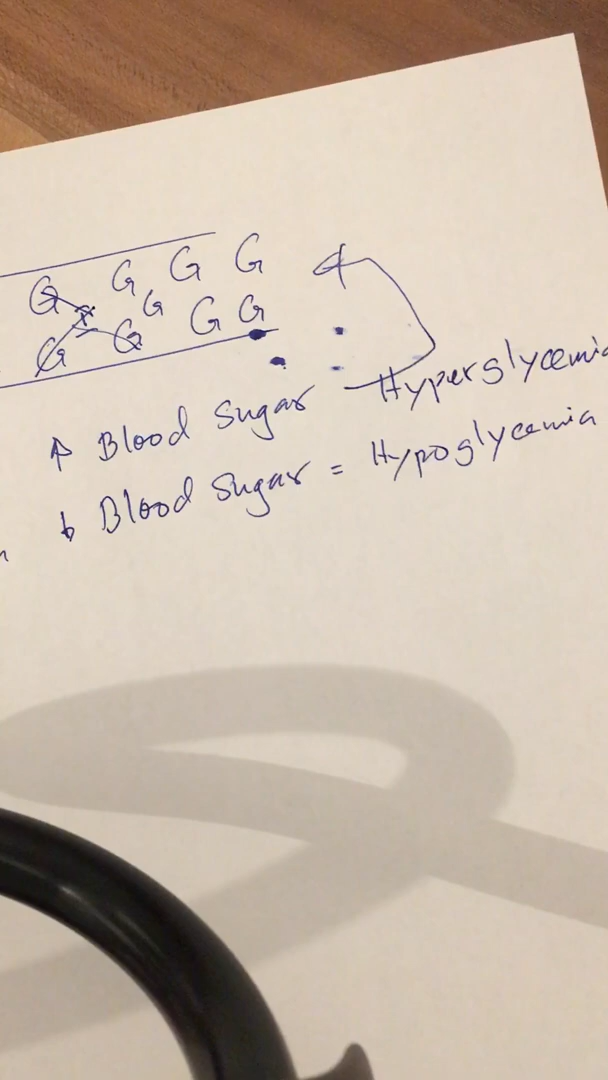 G G G G
G G G G G
↑ Blood Sugar - Hyperglycemia
↓ Blood Sugar = Hypoglycemia
n